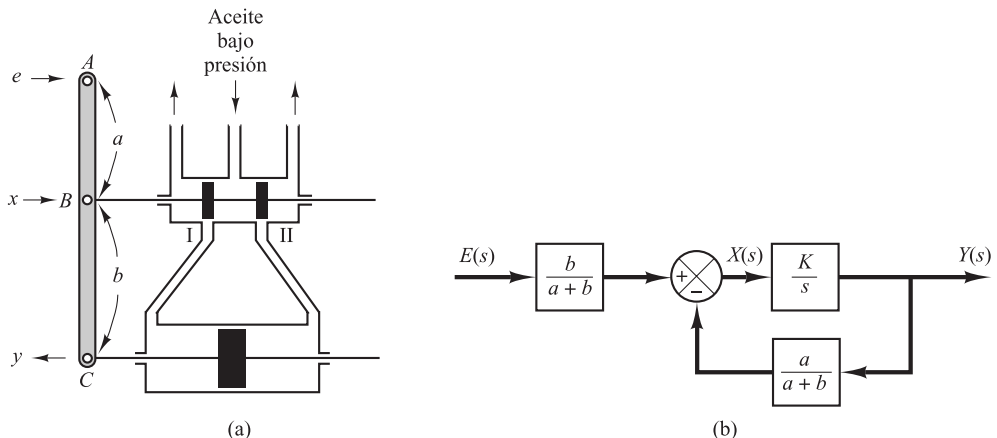 Aceite
bajo
presión
e
A
a
x
B
I
II
b
y
C
(a)
E(s)
b
a + b
+
−
X(s)
K
s
Y(s)
a
a + b
(b)